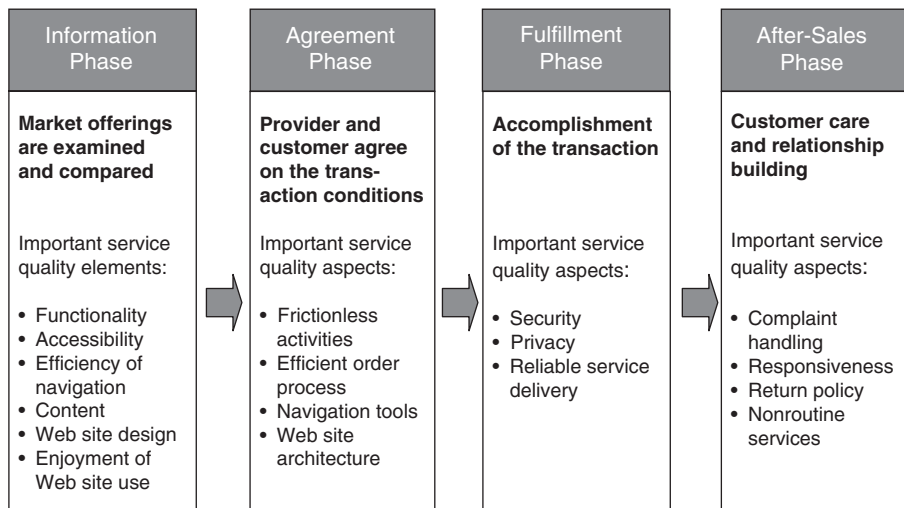 Information
Phase
Market offerings
are examined
and compared
Important service
quality elements:
• Functionality
• Accessibility
• Efficiency of
navigation
• Content
• Web site design
• Enjoyment of
Web site use
Agreement
Phase
Provider and
customer agree
on the trans-
action conditions
Important service
quality aspects:
• Frictionless
activities
• Efficient order
process
• Navigation tools
• Web site
architecture
Fulfillment
Phase
Accomplishment
of the transaction
Important service
quality aspects:
• Security
• Privacy
• Reliable service
delivery
After-Sales
Phase
Customer care
and relationship
building
Important service
quality aspects:
• Complaint
handling
• Responsiveness
• Return policy
• Nonroutine
services